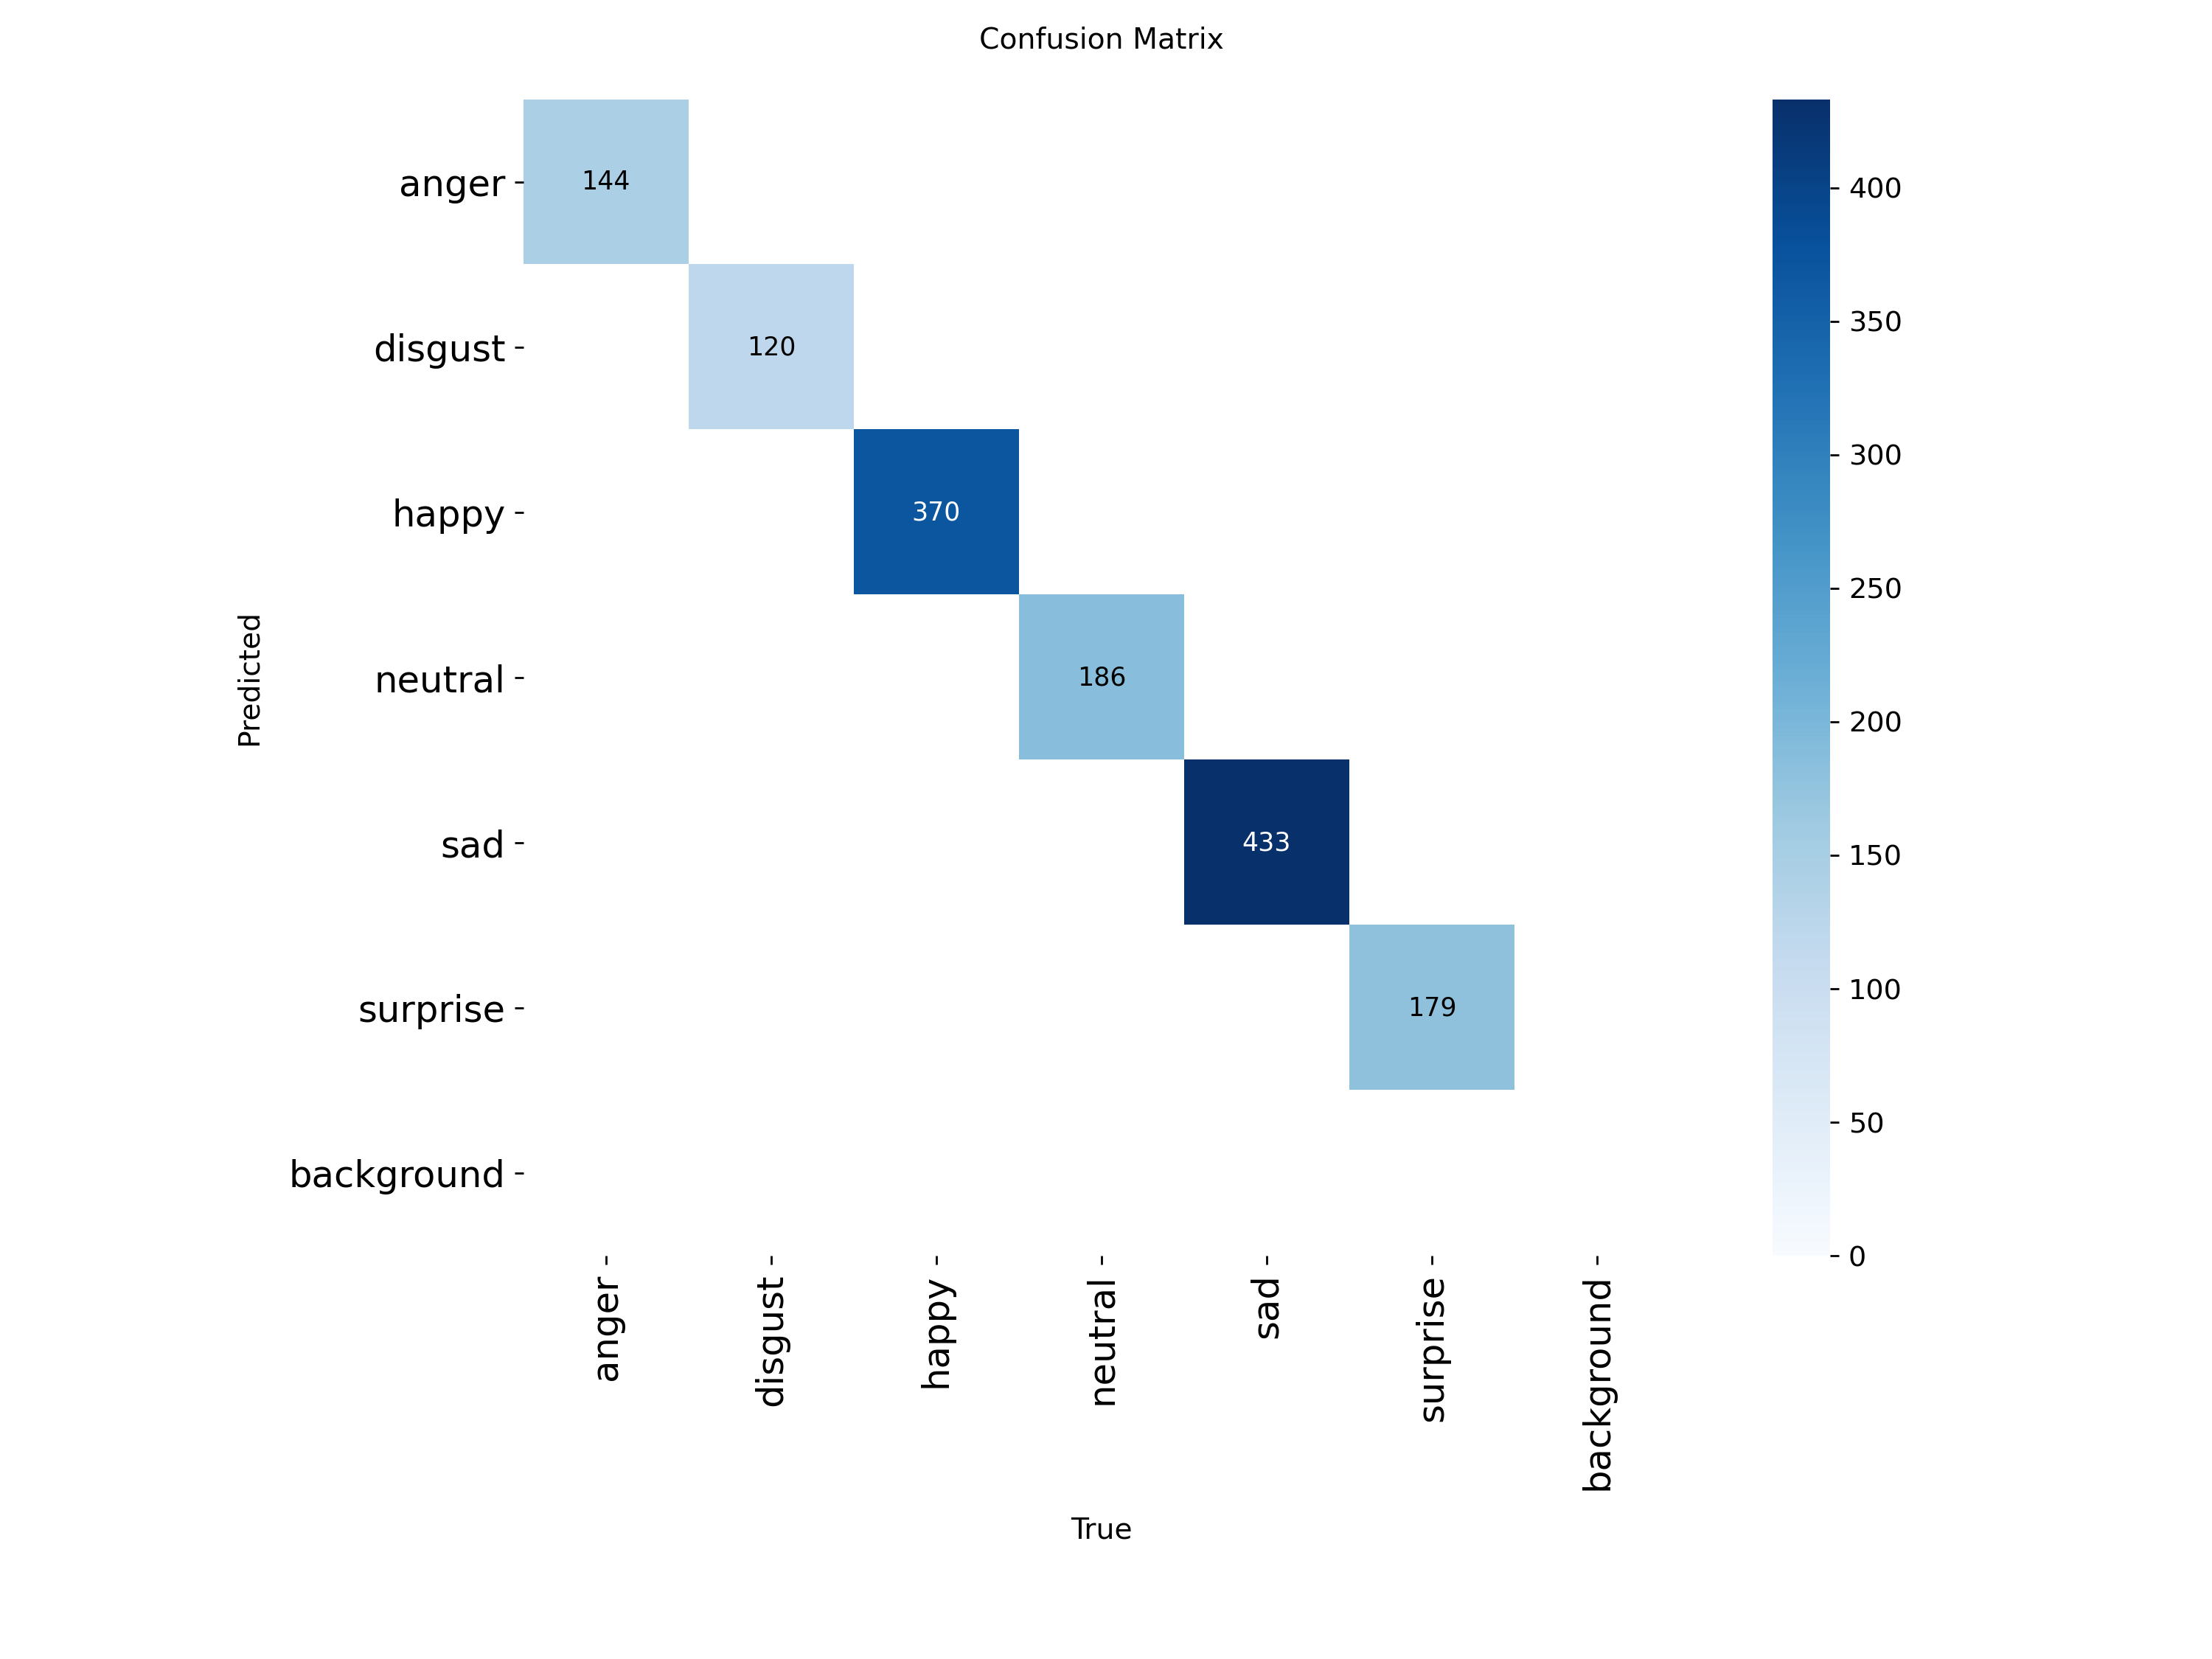 Confusion Matrix
anger
144
disgust
120
happy
370
neutral
186
sad
433
surprise
179
background
Predicted
anger
disgust
happy
neutral
sad
surprise
background
True
400
350
300
250
200
150
100
50
0